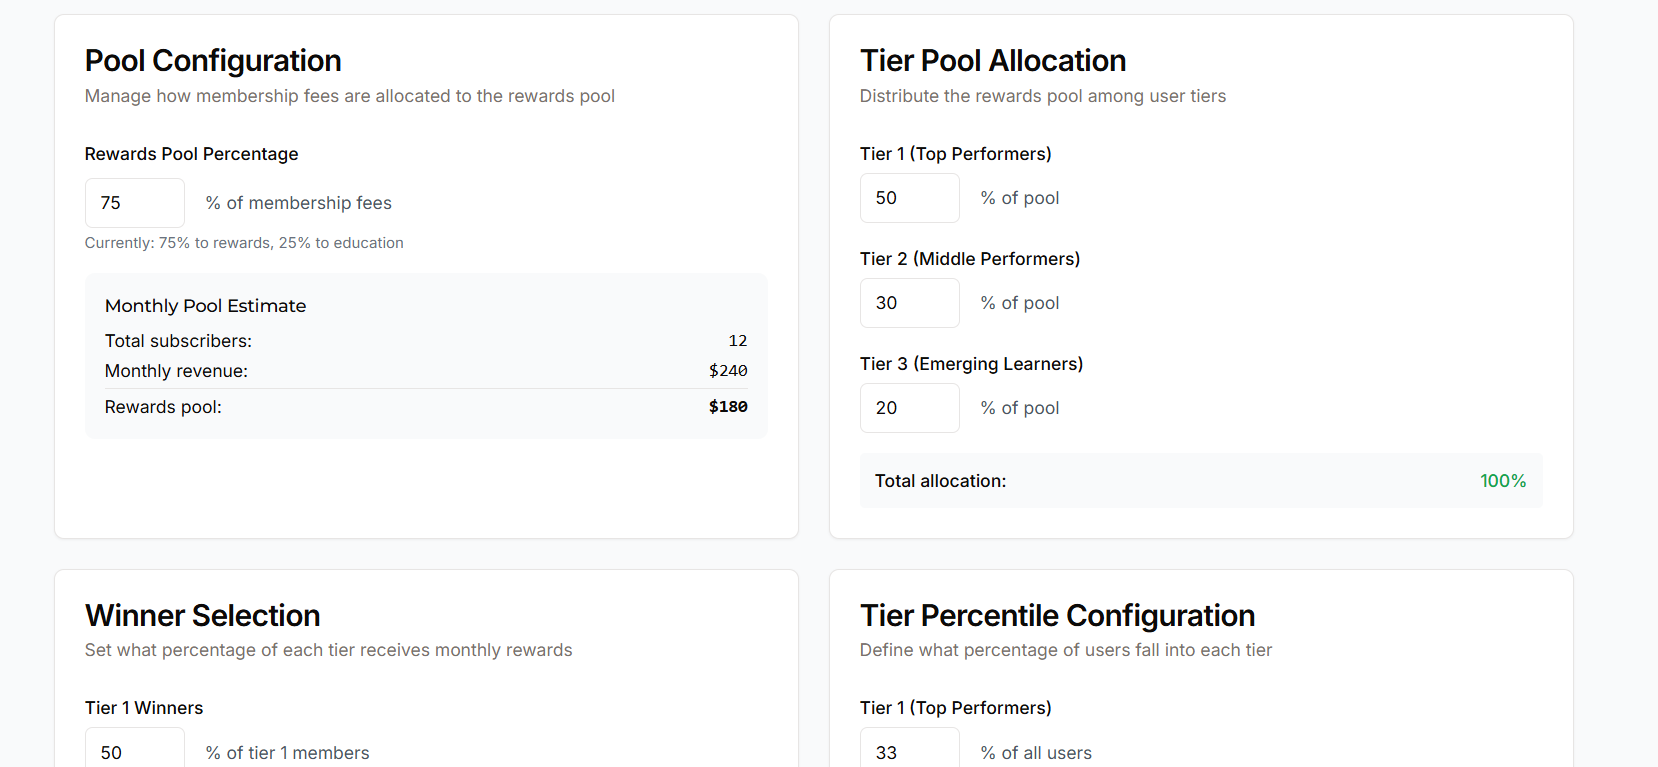 Pool Configuration
Manage how membership fees are allocated to the rewards pool
Rewards Pool Percentage
75 % of membership fees
Currently: 75% to rewards, 25% to education
Monthly Pool Estimate
Total subscribers: 12
Monthly revenue: $240
Rewards pool: $180
Tier Pool Allocation
Distribute the rewards pool among user tiers
Tier 1 (Top Performers)
50 % of pool
Tier 2 (Middle Performers)
30 % of pool
Tier 3 (Emerging Learners)
20 % of pool
Total allocation: 100%
Winner Selection
Set what percentage of each tier receives monthly rewards
Tier 1 Winners
50 % of tier 1 members
Tier Percentile Configuration
Define what percentage of users fall into each tier
Tier 1 (Top Performers)
33 % of all users